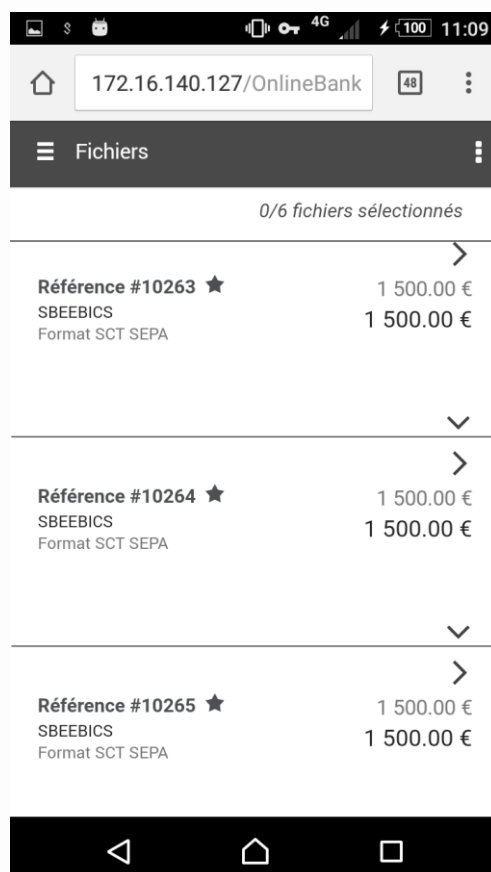 4G 100 11:09
172.16.140.127/OnlineBank 48
Fichiers
0/6 fichiers sélectionnés
Référence #10263 1 500.00 €
SBEEBICS 1 500.00 €
Format SCT SEPA
Référence #10264 1 500.00 €
SBEEBICS 1 500.00 €
Format SCT SEPA
Référence #10265 1 500.00 €
SBEEBICS 1 500.00 €
Format SCT SEPA